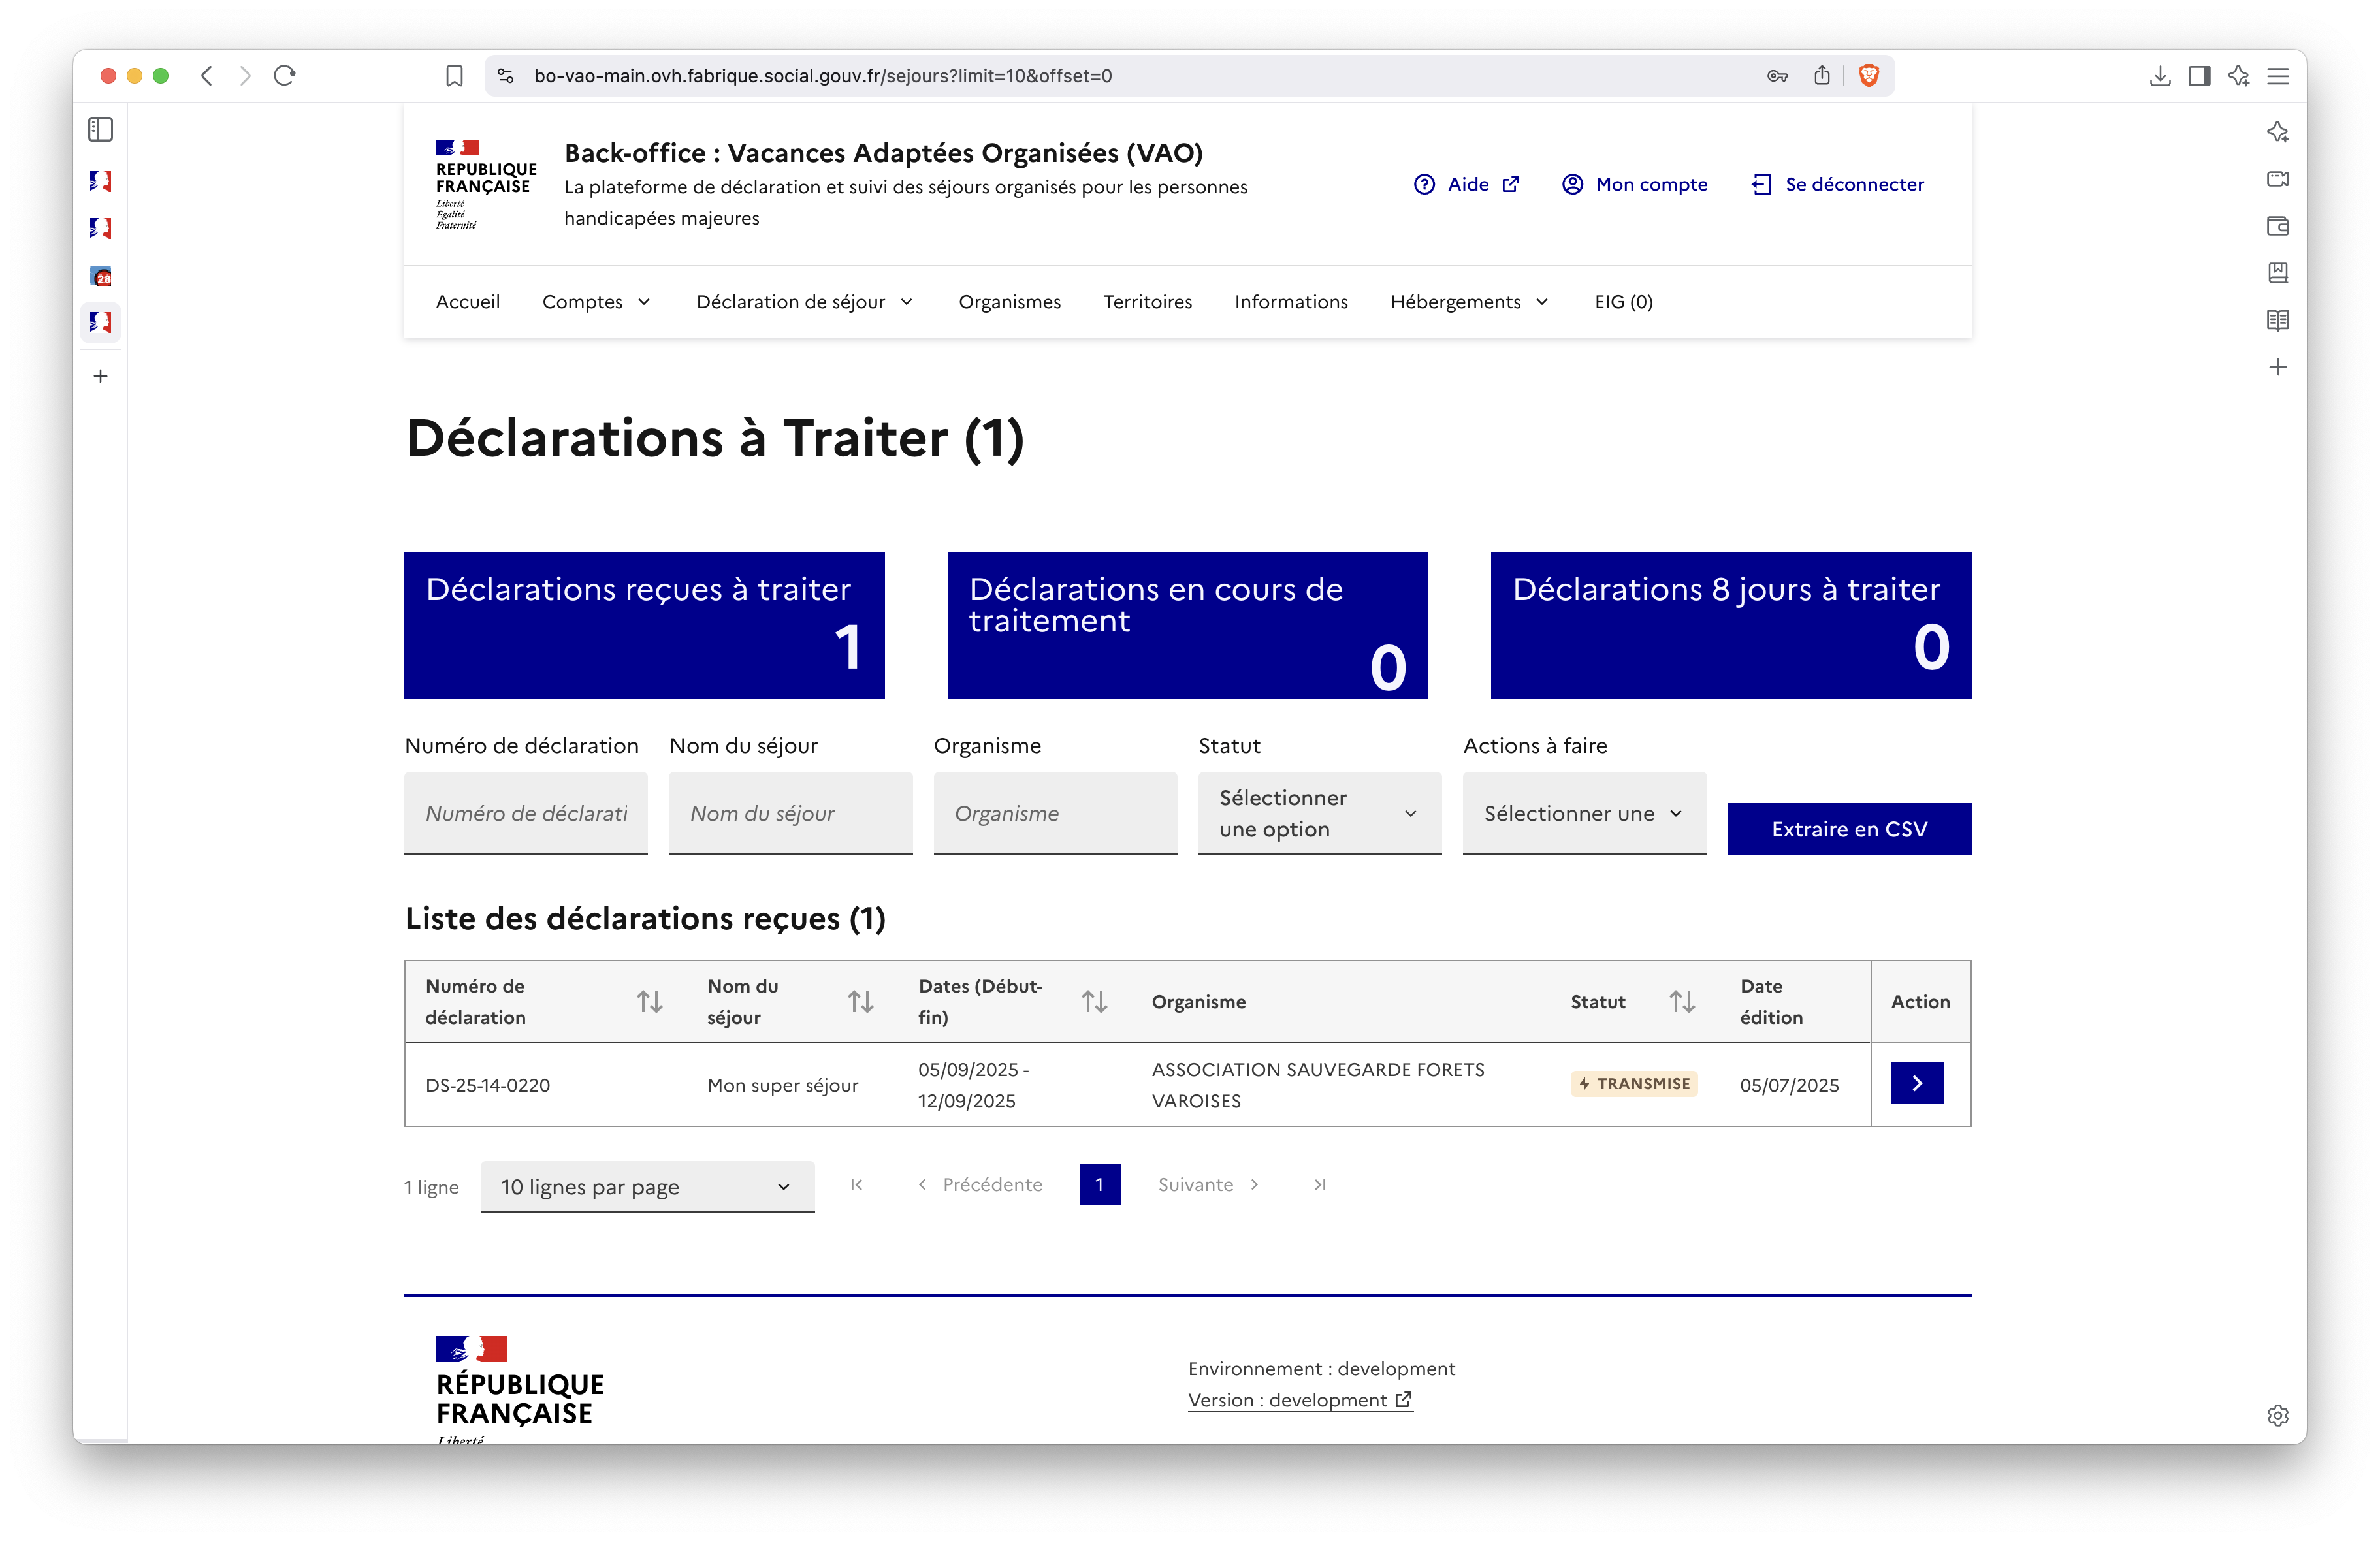 bo-vao-main.ovh.fabrique.social.gouv.fr/sejours?limit=10&offset=0
28
RÉPUBLIQUE
FRANÇAISE
Liberté
Égalité
Fraternité
Back-office : Vacances Adaptées Organisées (VAO)
La plateforme de déclaration et suivi des séjours organisés pour les personnes
handicapées majeures
Aide
Mon compte
Se déconnecter
Accueil
Comptes
Déclaration de séjour
Organismes
Territoires
Informations
Hébergements
EIG (0)
Déclarations à Traiter (1)
Déclarations reçues à traiter
1
Déclarations en cours de
traitement
0
Déclarations 8 jours à traiter
0
Numéro de déclaration
Nom du séjour
Organisme
Statut
Actions à faire
Numéro de déclarati
Nom du séjour
Organisme
Sélectionner
une option
Sélectionner une
Extraire en CSV
Liste des déclarations reçues (1)
Numéro de
déclaration
Nom du
séjour
Dates (Début-
fin)
Organisme
Statut
Date
édition
Action
DS-25-14-0220
Mon super séjour
05/09/2025 -
12/09/2025
ASSOCIATION SAUVEGARDE FORETS
VAROISES
TRANSMISE
05/07/2025
1 ligne
10 lignes par page
Précédente
1
Suivante
RÉPUBLIQUE
FRANÇAISE
Liberté
Environnement : development
Version : development